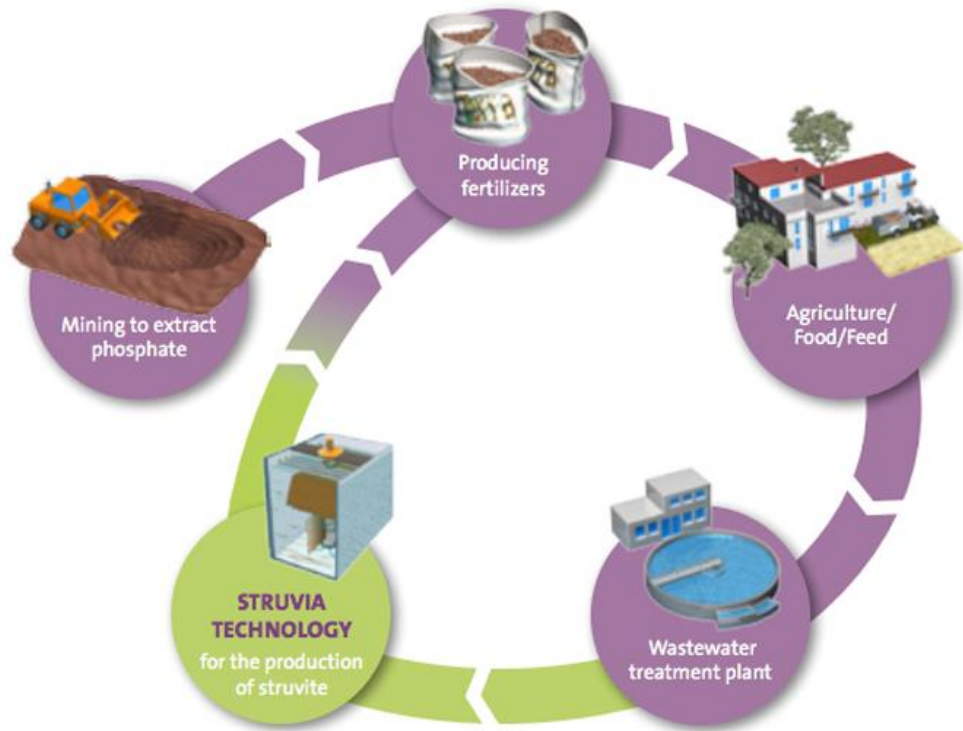 Producing
fertilizers
Mining to extract
phosphate
Agriculture/
Food/Feed
STRUVIA
TECHNOLOGY
for the production
of struvite
Wastewater
treatment plant